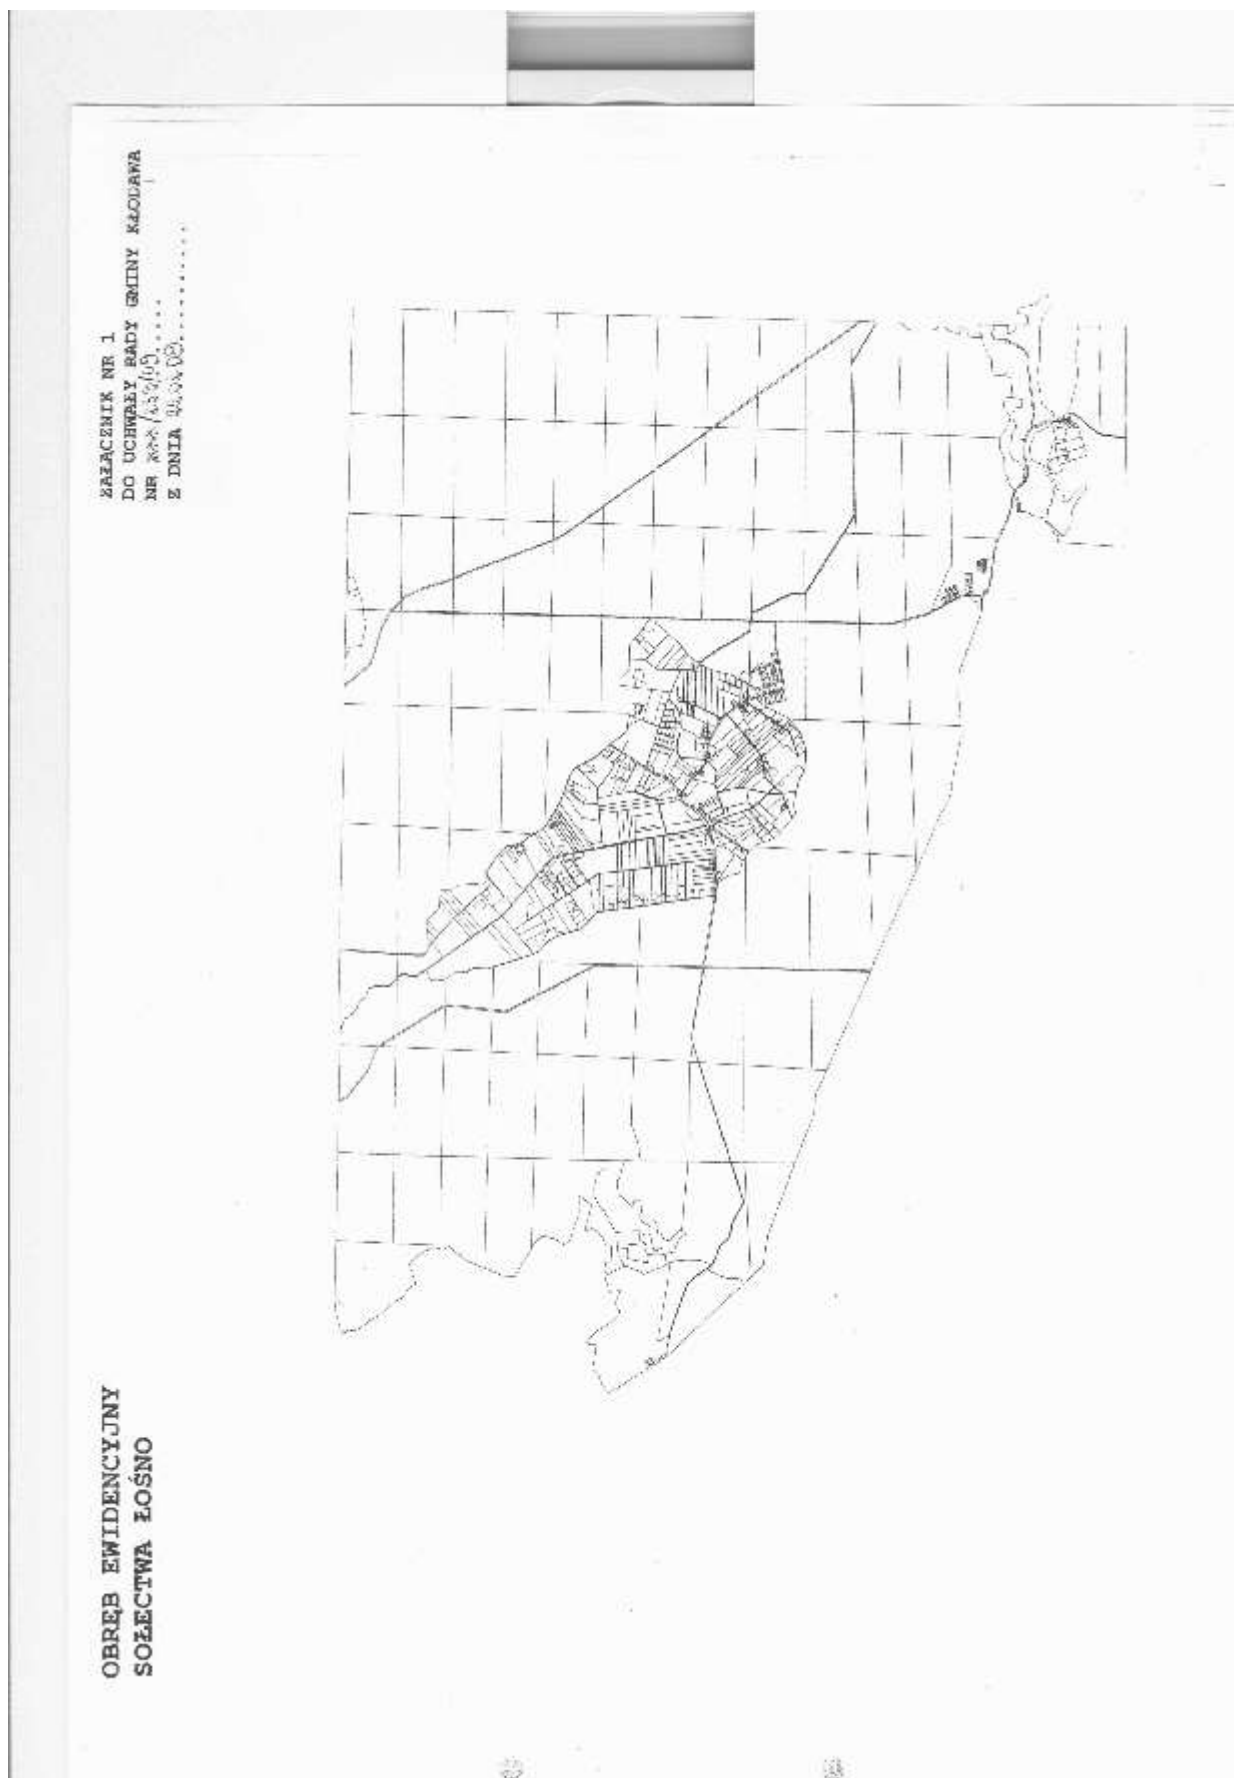 ZAŁĄCZNIK NR 1
DO UCHWAŁY RADY GMINY KŁODAWA
NR
Z DNIA
OBRĘB EWIDENCYJNY
SOŁECTWA ŁOŚNO